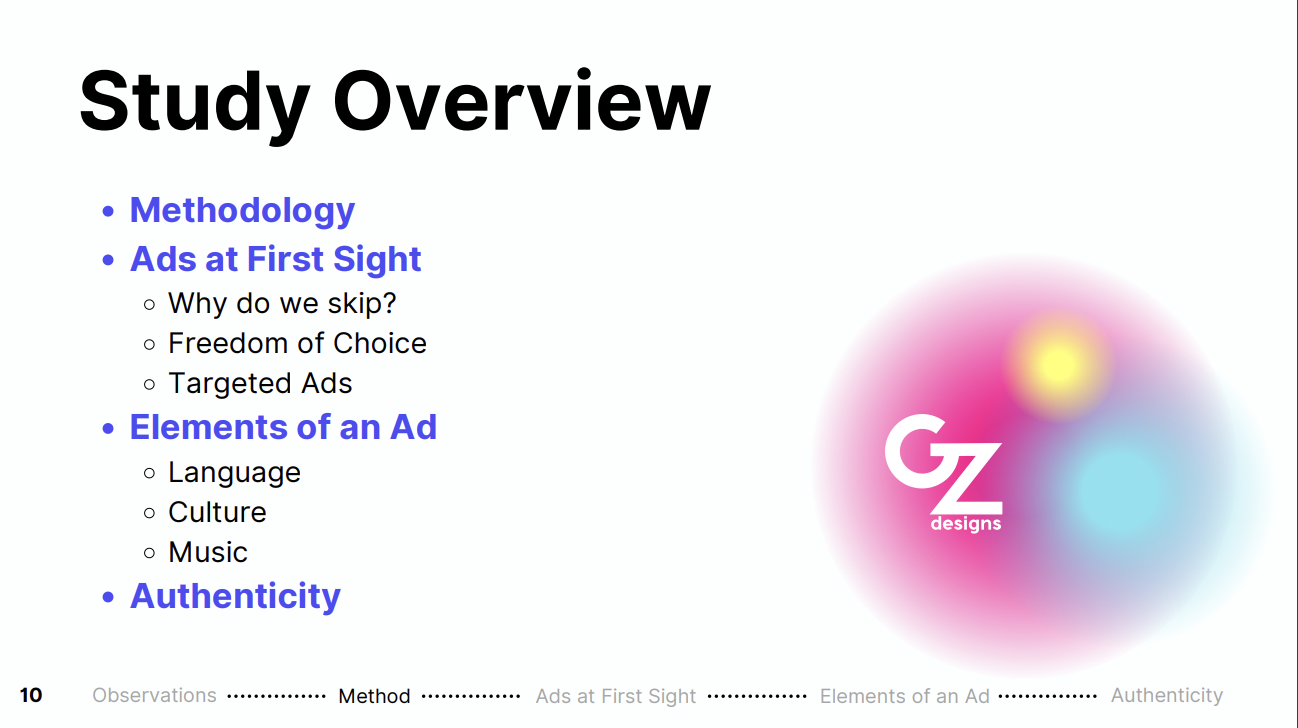 Study Overview
• Methodology
• Ads at First Sight
○ Why do we skip?
○ Freedom of Choice
○ Targeted Ads
• Elements of an Ad
○ Language
○ Culture
○ Music
• Authenticity
GZ
designs
10 Observations Method Ads at First Sight Elements of an Ad Authenticity